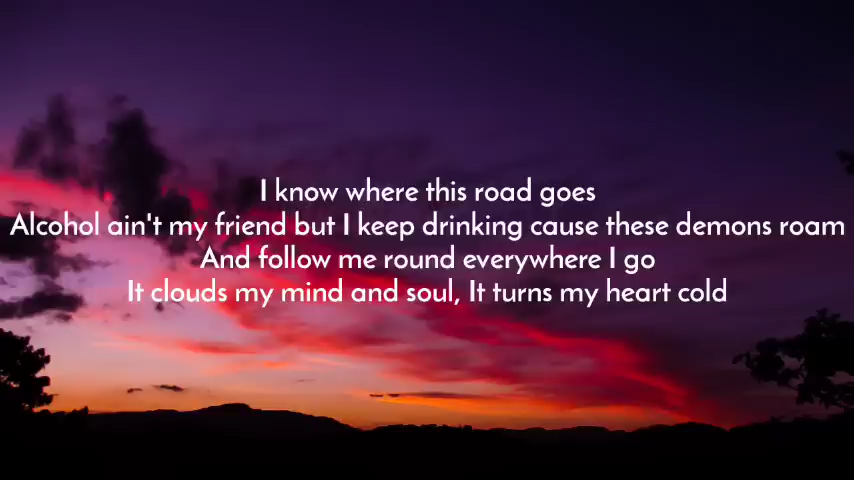 I know where this road goes
Alcohol ain't my friend but I keep drinking cause these demons roam
And follow me round everywhere I go
It clouds my mind and soul, It turns my heart cold